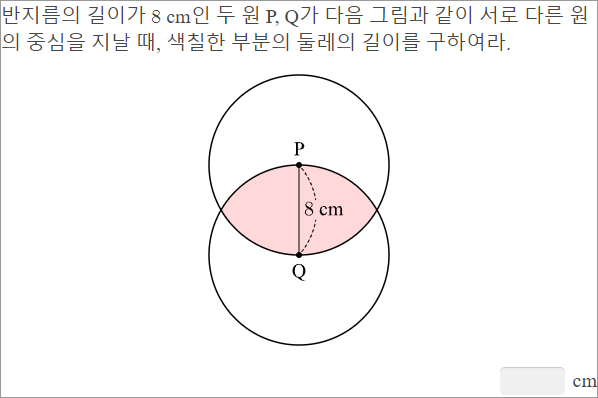 반지름의 길이가 8 cm인 두 원 P, Q가 다음 그림과 같이 서로 다른 원
의 중심을 지날 때, 색칠한 부분의 둘레의 길이를 구하여라.
P
8 cm
Q
cm